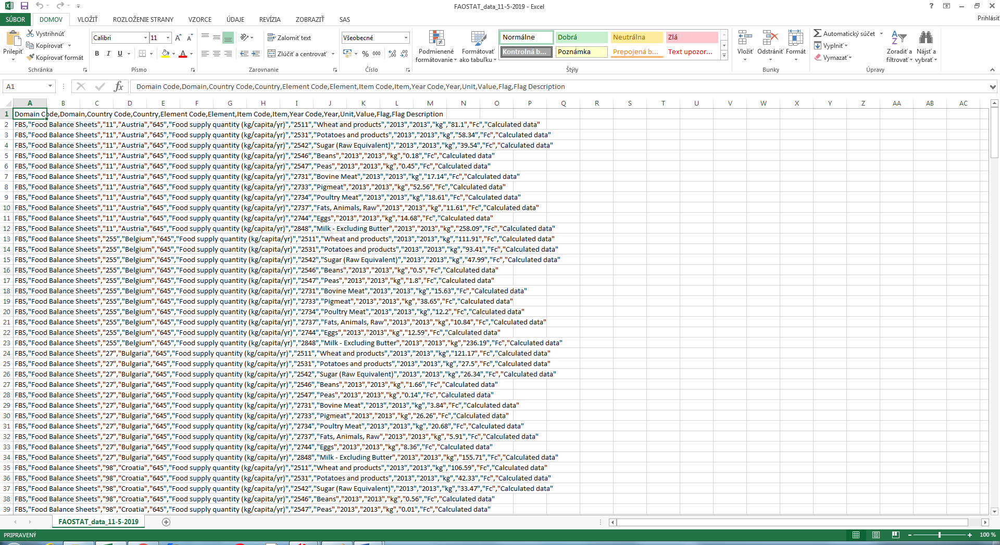 FAOSTAT_data_11-5-2019 - Excel
SÚBOR DOMOV VLOŽIŤ ROZLOŽENIE STRANY VZORCE ÚDAJE REVÍZIA ZOBRAZIŤ SAS Prihlásiť
Prilepiť
Vystrihnúť
Kopírovať
Kopírovať formát
Schránka
Calibri 11
B I U
Písmo
Zalomiť text
Zlúčiť a centrovať
Zarovnanie
Všeobecné
% 000
Číslo
Podmienené formátovanie
Formátovať ako tabuľku
Normálne Dobrá Neutrálna Zlá
Kontrolná b... Poznámka Prepojená b... Text upozor...
Štýly
Vložiť Odstrániť Formát
Bunky
Automatický súčet
Vyplniť
Vymazať
Zoradiť a filtrovať
Nájsť a vybrať
Úpravy
A1 fx Domain Code,Domain,Country Code,Country,Element Code,Element,Item Code,Item,Year Code,Year,Unit,Value,Flag,Flag Description
A B C D E F G H I J K L M N O P Q R S T U V W X Y Z AA AB AC
1 Domain Code,Domain,Country Code,Country,Element Code,Element,Item Code,Item,Year Code,Year,Unit,Value,Flag,Flag Description
2 FBS,"Food Balance Sheets","11","Austria","645","Food supply quantity (kg/capita/yr)","2511","Wheat and products","2013","2013","kg","81.1","Fc","Calculated data"
3 FBS,"Food Balance Sheets","11","Austria","645","Food supply quantity (kg/capita/yr)","2531","Potatoes and products","2013","2013","kg","58.34","Fc","Calculated data"
4 FBS,"Food Balance Sheets","11","Austria","645","Food supply quantity (kg/capita/yr)","2542","Sugar (Raw Equivalent)","2013","2013","kg","39.54","Fc","Calculated data"
5 FBS,"Food Balance Sheets","11","Austria","645","Food supply quantity (kg/capita/yr)","2546","Beans","2013","2013","kg","0.18","Fc","Calculated data"
6 FBS,"Food Balance Sheets","11","Austria","645","Food supply quantity (kg/capita/yr)","2547","Peas","2013","2013","kg","0.45","Fc","Calculated data"
7 FBS,"Food Balance Sheets","11","Austria","645","Food supply quantity (kg/capita/yr)","2731","Bovine Meat","2013","2013","kg","17.14","Fc","Calculated data"
8 FBS,"Food Balance Sheets","11","Austria","645","Food supply quantity (kg/capita/yr)","2733","Pigmeat","2013","2013","kg","52.56","Fc","Calculated data"
9 FBS,"Food Balance Sheets","11","Austria","645","Food supply quantity (kg/capita/yr)","2734","Poultry Meat","2013","2013","kg","18.61","Fc","Calculated data"
10 FBS,"Food Balance Sheets","11","Austria","645","Food supply quantity (kg/capita/yr)","2737","Fats, Animals, Raw","2013","2013","kg","11.61","Fc","Calculated data"
11 FBS,"Food Balance Sheets","11","Austria","645","Food supply quantity (kg/capita/yr)","2744","Eggs","2013","2013","kg","14.68","Fc","Calculated data"
12 FBS,"Food Balance Sheets","11","Austria","645","Food supply quantity (kg/capita/yr)","2848","Milk - Excluding Butter","2013","2013","kg","258.09","Fc","Calculated data"
13 FBS,"Food Balance Sheets","255","Belgium","645","Food supply quantity (kg/capita/yr)","2511","Wheat and products","2013","2013","kg","111.91","Fc","Calculated data"
14 FBS,"Food Balance Sheets","255","Belgium","645","Food supply quantity (kg/capita/yr)","2531","Potatoes and products","2013","2013","kg","93.41","Fc","Calculated data"
15 FBS,"Food Balance Sheets","255","Belgium","645","Food supply quantity (kg/capita/yr)","2542","Sugar (Raw Equivalent)","2013","2013","kg","47.99","Fc","Calculated data"
16 FBS,"Food Balance Sheets","255","Belgium","645","Food supply quantity (kg/capita/yr)","2546","Beans","2013","2013","kg","0.5","Fc","Calculated data"
17 FBS,"Food Balance Sheets","255","Belgium","645","Food supply quantity (kg/capita/yr)","2547","Peas","2013","2013","kg","1.8","Fc","Calculated data"
18 FBS,"Food Balance Sheets","255","Belgium","645","Food supply quantity (kg/capita/yr)","2731","Bovine Meat","2013","2013","kg","15.63","Fc","Calculated data"
19 FBS,"Food Balance Sheets","255","Belgium","645","Food supply quantity (kg/capita/yr)","2733","Pigmeat","2013","2013","kg","38.65","Fc","Calculated data"
20 FBS,"Food Balance Sheets","255","Belgium","645","Food supply quantity (kg/capita/yr)","2734","Poultry Meat","2013","2013","kg","12.2","Fc","Calculated data"
21 FBS,"Food Balance Sheets","255","Belgium","645","Food supply quantity (kg/capita/yr)","2737","Fats, Animals, Raw","2013","2013","kg","10.84","Fc","Calculated data"
22 FBS,"Food Balance Sheets","255","Belgium","645","Food supply quantity (kg/capita/yr)","2744","Eggs","2013","2013","kg","12.59","Fc","Calculated data"
23 FBS,"Food Balance Sheets","255","Belgium","645","Food supply quantity (kg/capita/yr)","2848","Milk - Excluding Butter","2013","2013","kg","236.19","Fc","Calculated data"
24 FBS,"Food Balance Sheets","27","Bulgaria","645","Food supply quantity (kg/capita/yr)","2511","Wheat and products","2013","2013","kg","121.17","Fc","Calculated data"
25 FBS,"Food Balance Sheets","27","Bulgaria","645","Food supply quantity (kg/capita/yr)","2531","Potatoes and products","2013","2013","kg","27.5","Fc","Calculated data"
26 FBS,"Food Balance Sheets","27","Bulgaria","645","Food supply quantity (kg/capita/yr)","2542","Sugar (Raw Equivalent)","2013","2013","kg","26.34","Fc","Calculated data"
27 FBS,"Food Balance Sheets","27","Bulgaria","645","Food supply quantity (kg/capita/yr)","2546","Beans","2013","2013","kg","1.66","Fc","Calculated data"
28 FBS,"Food Balance Sheets","27","Bulgaria","645","Food supply quantity (kg/capita/yr)","2547","Peas","2013","2013","kg","0.14","Fc","Calculated data"
29 FBS,"Food Balance Sheets","27","Bulgaria","645","Food supply quantity (kg/capita/yr)","2731","Bovine Meat","2013","2013","kg","3.84","Fc","Calculated data"
30 FBS,"Food Balance Sheets","27","Bulgaria","645","Food supply quantity (kg/capita/yr)","2733","Pigmeat","2013","2013","kg","26.26","Fc","Calculated data"
31 FBS,"Food Balance Sheets","27","Bulgaria","645","Food supply quantity (kg/capita/yr)","2734","Poultry Meat","2013","2013","kg","20.68","Fc","Calculated data"
32 FBS,"Food Balance Sheets","27","Bulgaria","645","Food supply quantity (kg/capita/yr)","2737","Fats, Animals, Raw","2013","2013","kg","5.91","Fc","Calculated data"
33 FBS,"Food Balance Sheets","27","Bulgaria","645","Food supply quantity (kg/capita/yr)","2744","Eggs","2013","2013","kg","8.36","Fc","Calculated data"
34 FBS,"Food Balance Sheets","27","Bulgaria","645","Food supply quantity (kg/capita/yr)","2848","Milk - Excluding Butter","2013","2013","kg","155.71","Fc","Calculated data"
35 FBS,"Food Balance Sheets","98","Croatia","645","Food supply quantity (kg/capita/yr)","2511","Wheat and products","2013","2013","kg","106.59","Fc","Calculated data"
36 FBS,"Food Balance Sheets","98","Croatia","645","Food supply quantity (kg/capita/yr)","2531","Potatoes and products","2013","2013","kg","42.33","Fc","Calculated data"
37 FBS,"Food Balance Sheets","98","Croatia","645","Food supply quantity (kg/capita/yr)","2542","Sugar (Raw Equivalent)","2013","2013","kg","33.47","Fc","Calculated data"
38 FBS,"Food Balance Sheets","98","Croatia","645","Food supply quantity (kg/capita/yr)","2546","Beans","2013","2013","kg","0.56","Fc","Calculated data"
39 FBS,"Food Balance Sheets","98","Croatia","645","Food supply quantity (kg/capita/yr)","2547","Peas","2013","2013","kg","0.01","Fc","Calculated data"
FAOSTAT_data_11-5-2019
PRIPRAVENÝ 100 %